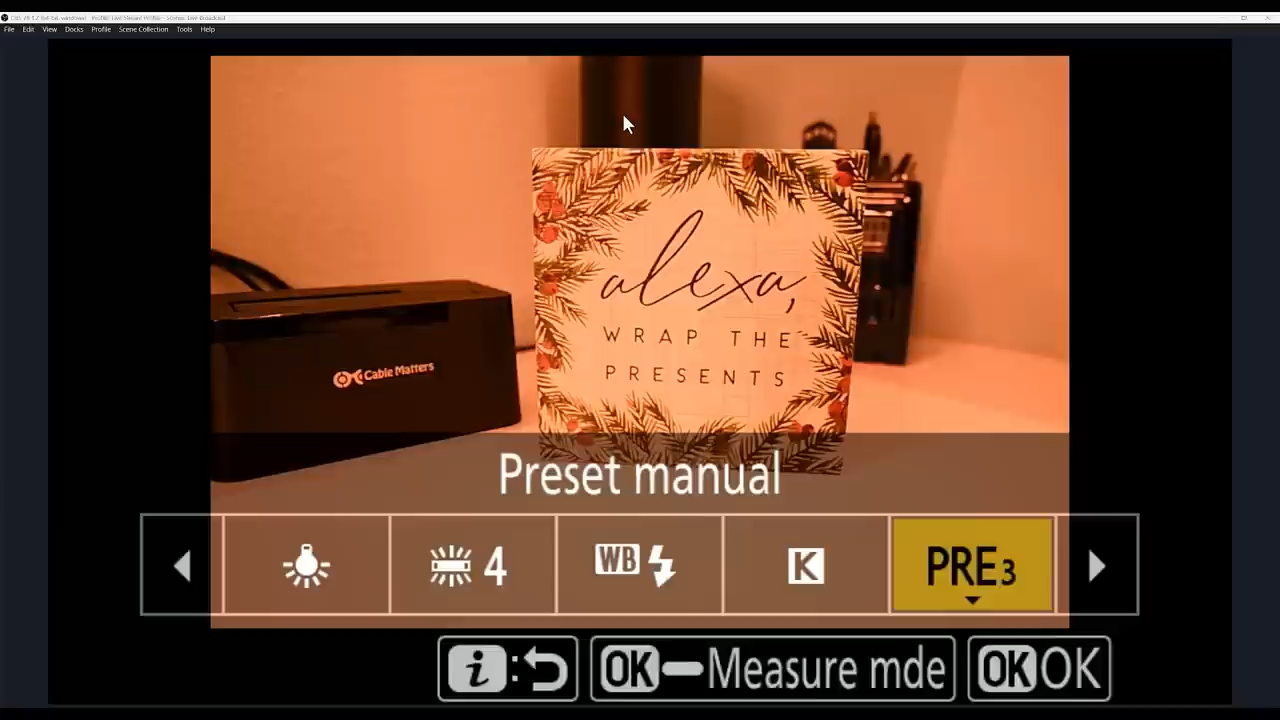 File Edit View Docks Profile Scene Collection Tools Help
alexa,
WRAP THE
PRESENTS
Cable Matters
Preset manual
4 WB K PRE3
i: OK Measure mde OK OK